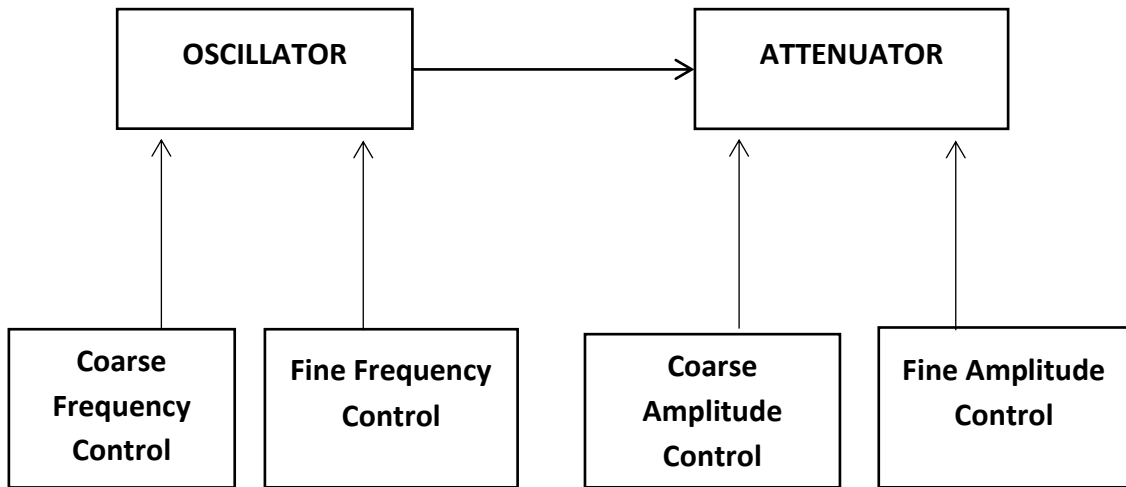 OSCILLATOR
ATTENUATOR
Coarse
Frequency
Control
Fine Frequency
Control
Coarse
Amplitude
Control
Fine Amplitude
Control